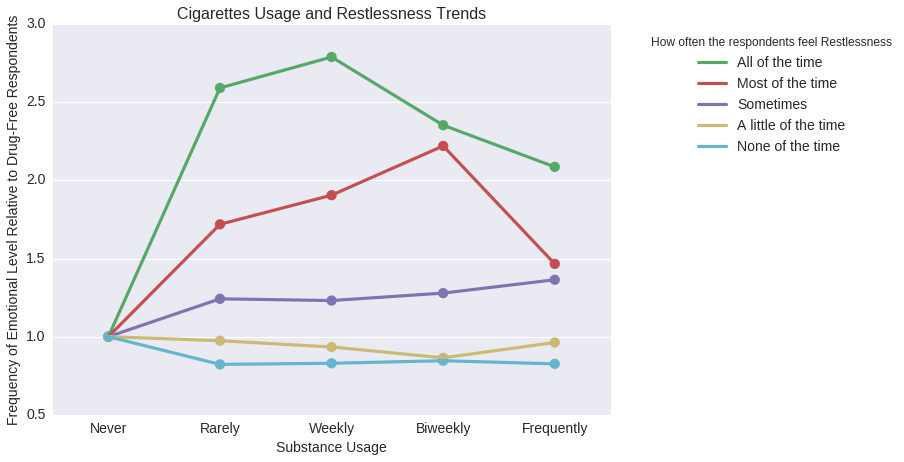 Cigarettes Usage and Restlessness Trends
Frequency of Emotional Level Relative to Drug-Free Respondents
3.0
2.5
2.0
1.5
1.0
0.5
Never Rarely Weekly Biweekly Frequently
Substance Usage
How often the respondents feel Restlessness
All of the time
Most of the time
Sometimes
A little of the time
None of the time